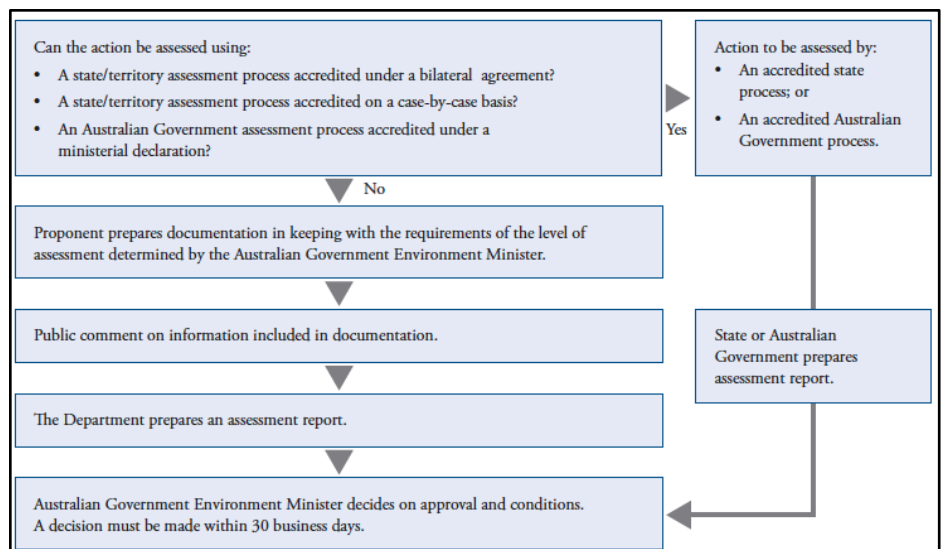 Can the action be assessed using:
• A state/territory assessment process accredited under a bilateral agreement?
• A state/territory assessment process accredited on a case-by-case basis?
• An Australian Government assessment process accredited under a
ministerial declaration?
Yes
Action to be assessed by:
• An accredited state
process; or
• An accredited Australian
Government process.
No
Proponent prepares documentation in keeping with the requirements of the level of
assessment determined by the Australian Government Environment Minister.
Public comment on information included in documentation.
State or Australian
Government prepares
assessment report.
The Department prepares an assessment report.
Australian Government Environment Minister decides on approval and conditions.
A decision must be made within 30 business days.